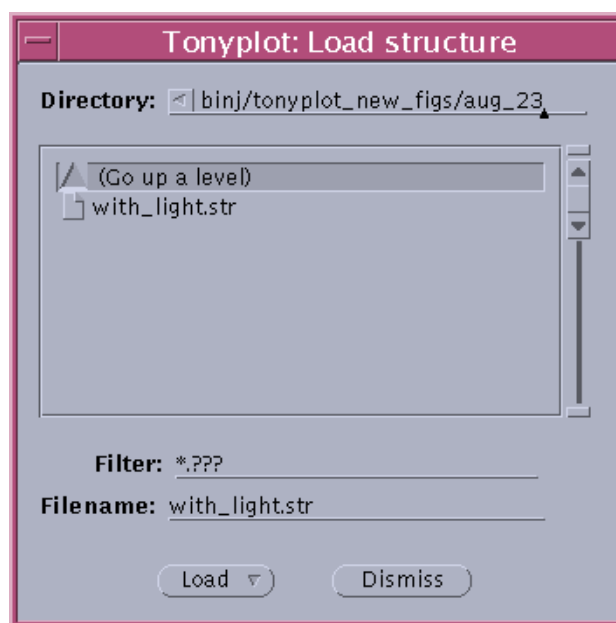 Tonyplot: Load structure
Directory: binj/tonyplot_new_figs/aug_23
(Go up a level)
with_light.str
Filter: *.???
Filename: with_light.str
Load Dismiss